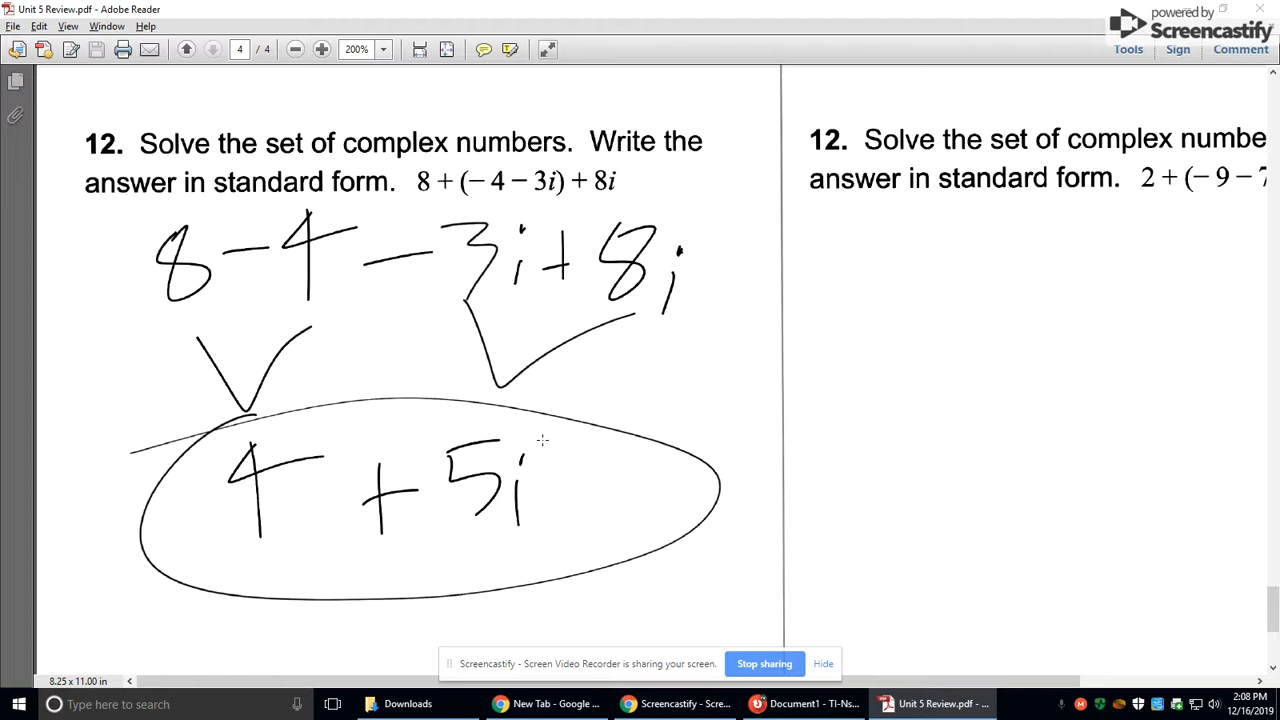 Unit 5 Review.pdf - Adobe Reader
powered by
Screencastify
File Edit View Window Help
4 / 4 200% Tools Sign Comment
12. Solve the set of complex numbers. Write the
answer in standard form. 8 + (− 4 − 3i) + 8i
8 − 4 − 3i + 8i
4 + 5i
12. Solve the set of complex numbe
answer in standard form. 2 + (− 9 − 7
Screencastify - Screen Video Recorder is sharing your screen. Stop sharing Hide
8.25 x 11.00 in
Type here to search Downloads New Tab - Google ... Screencastify - Scre... Document1 - TI-Ns... Unit 5 Review.pdf - ... 2:08 PM
12/16/2019